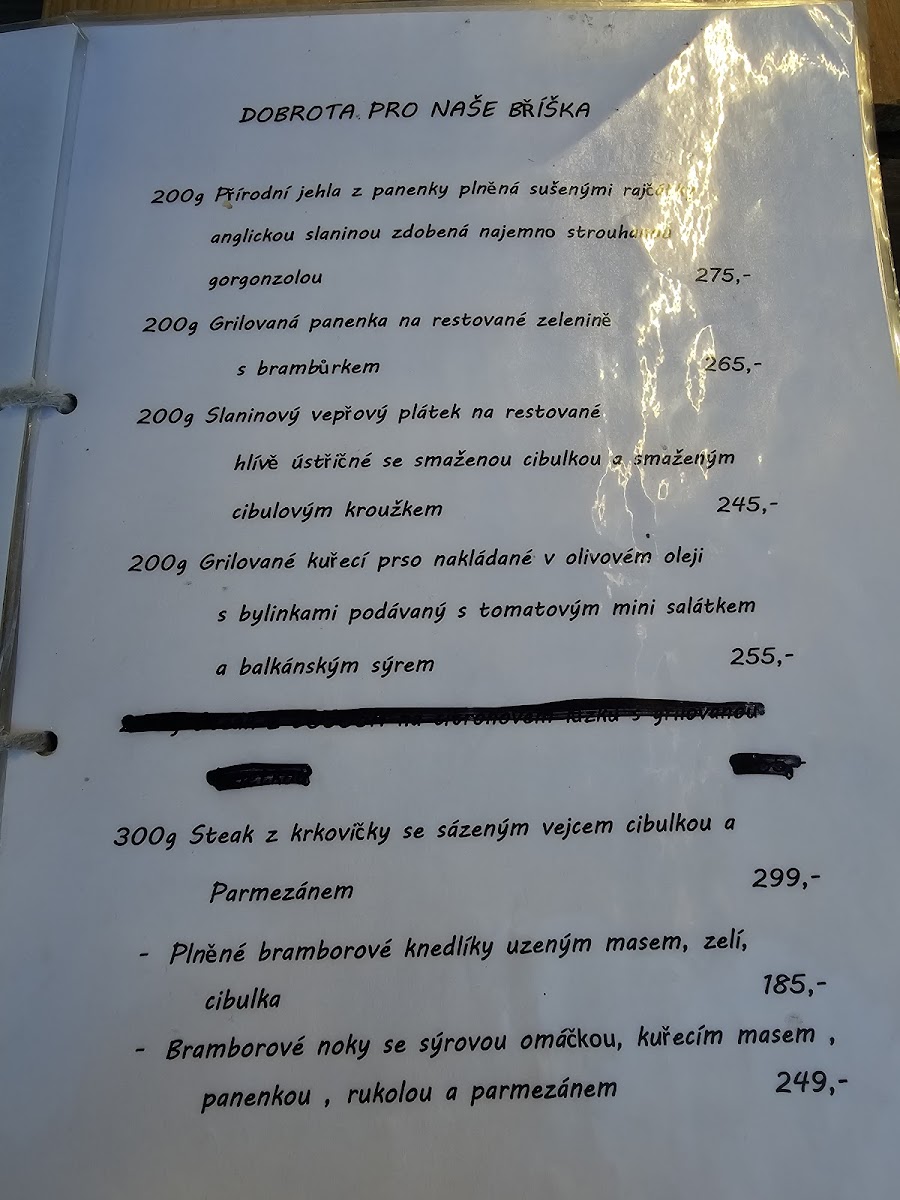 DOBROTA PRO NAŠE BŘÍŠKA
200g Přírodní jehla z panenky plněná sušenými
anglickou slaninou zdobená najemno strouhanou
gorgonzolou 275,-
200g Grilovaná panenka na restované zelenině
s brambůrkem 265,-
200g Slaninový vepřový plátek na restované
hlívě ústřičné se smaženou cibulkou a smaženým
cibulovým kroužkem 245,-
200g Grilované kuřecí prso nakládané v olivovém oleji
s bylinkami podávaný s tomatovým mini salátkem
a balkánským sýrem 255,-
300g Steak z krkovičky se sázeným vejcem cibulkou a
Parmezánem 299,-
- Plněné bramborové knedlíky uzeným masem, zelí,
cibulka 185,-
- Bramborové noky se sýrovou omáčkou, kuřecím masem ,
panenkou , rukolou a parmezánem 249,-